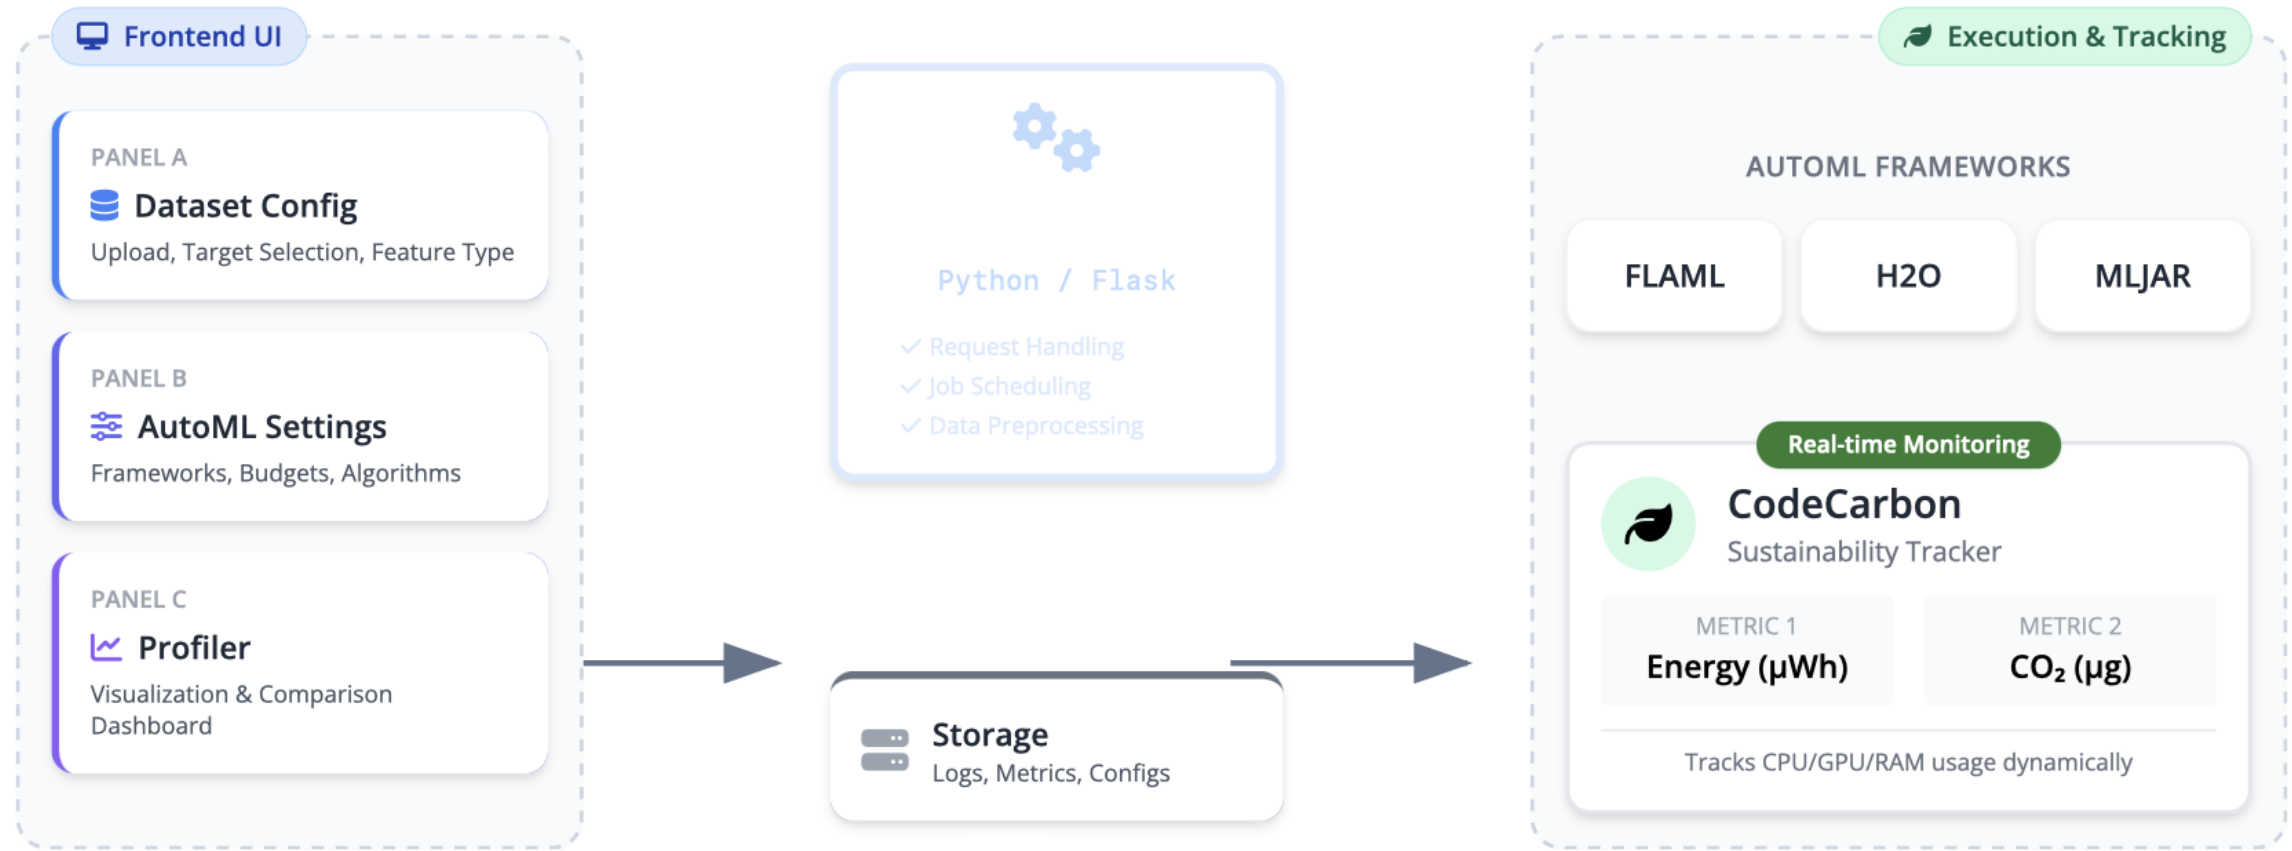 Frontend UI
PANEL A
Dataset Config
Upload, Target Selection, Feature Type
PANEL B
AutoML Settings
Frameworks, Budgets, Algorithms
PANEL C
Profiler
Visualization & Comparison
Dashboard
Python / Flask
Request Handling
Job Scheduling
Data Preprocessing
Storage
Logs, Metrics, Configs
Execution & Tracking
AUTOML FRAMEWORKS
FLAML
H2O
MLJAR
Real-time Monitoring
CodeCarbon
Sustainability Tracker
METRIC 1
Energy (μWh)
METRIC 2
CO₂ (μg)
Tracks CPU/GPU/RAM usage dynamically